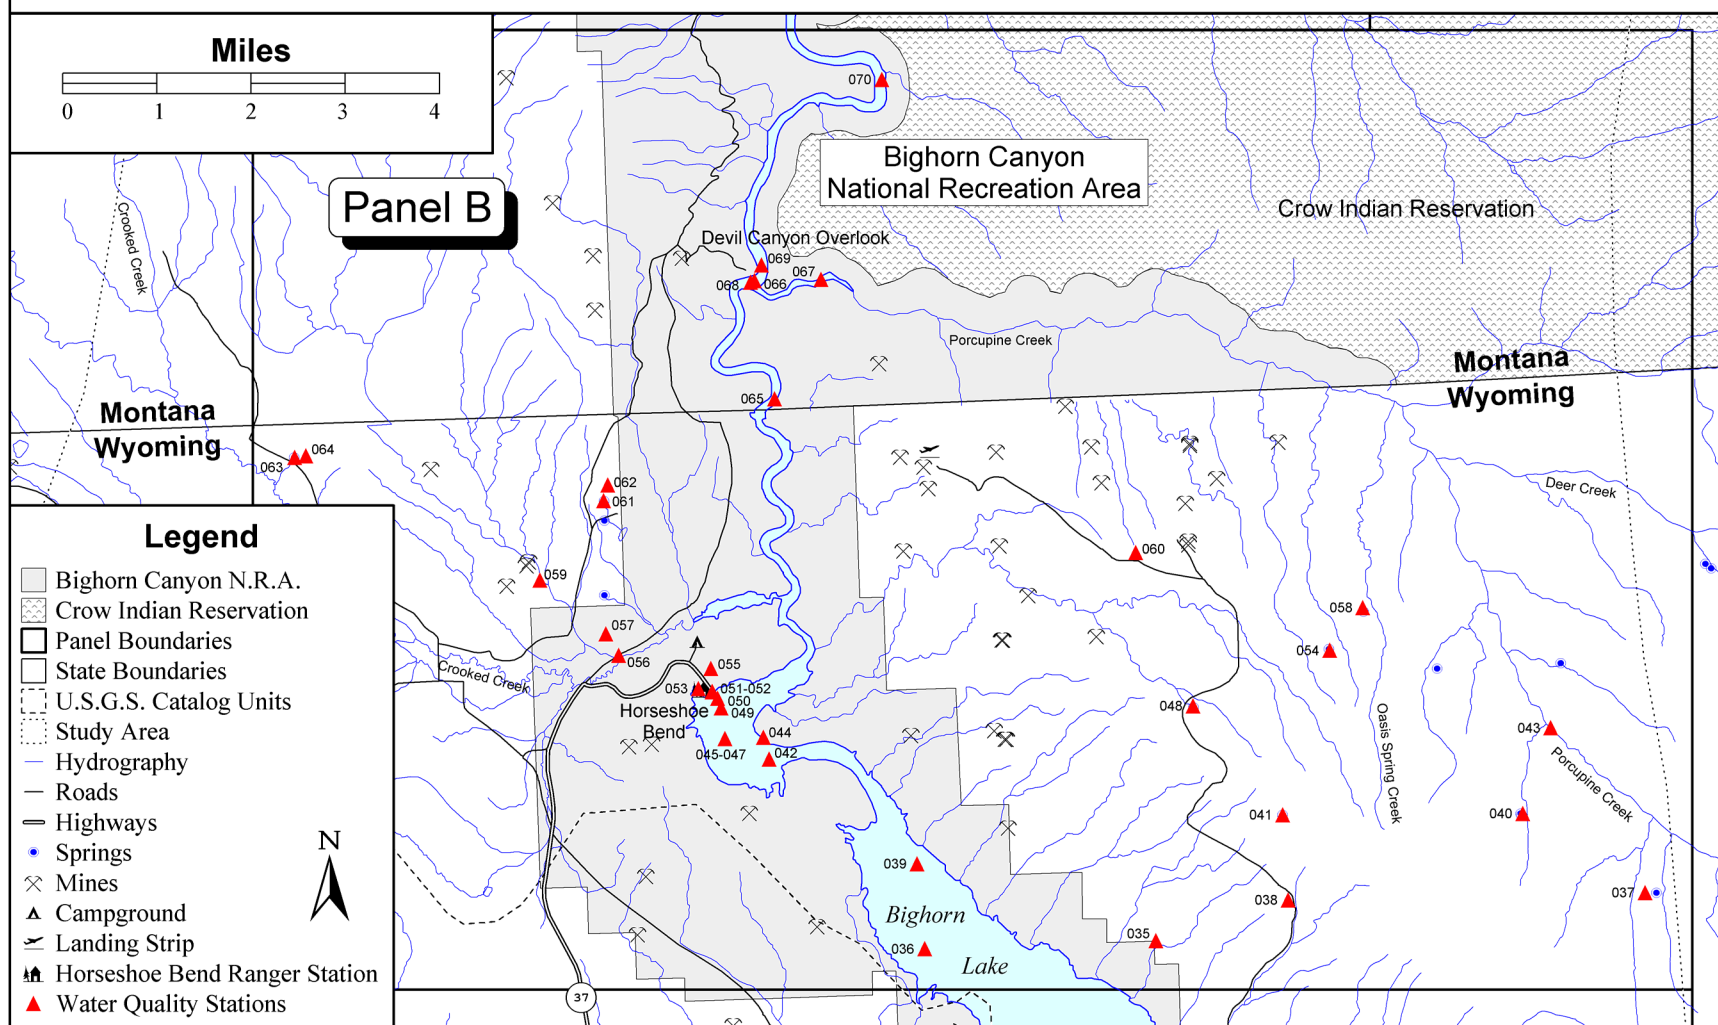 Miles
0 1 2 3 4
Panel B
070
Bighorn Canyon
National Recreation Area
Crow Indian Reservation
Crooked Creek
Devil Canyon Overlook
069
067
068
066
Porcupine Creek
Montana
Wyoming
065
Montana
Wyoming
064
063
062
061
Deer Creek
060
059
058
057
056
055
054
Crooked Creek
053
051-052
050
049
Horseshoe
Bend
048
Oasis Spring Creek
045-047
044
042
043
Porcupine Creek
041
040
039
038
037
Bighorn
Lake
036
035
37
N
Legend
Bighorn Canyon N.R.A.
Crow Indian Reservation
Panel Boundaries
State Boundaries
U.S.G.S. Catalog Units
Study Area
Hydrography
Roads
Highways
Springs
Mines
Campground
Landing Strip
Horseshoe Bend Ranger Station
Water Quality Stations